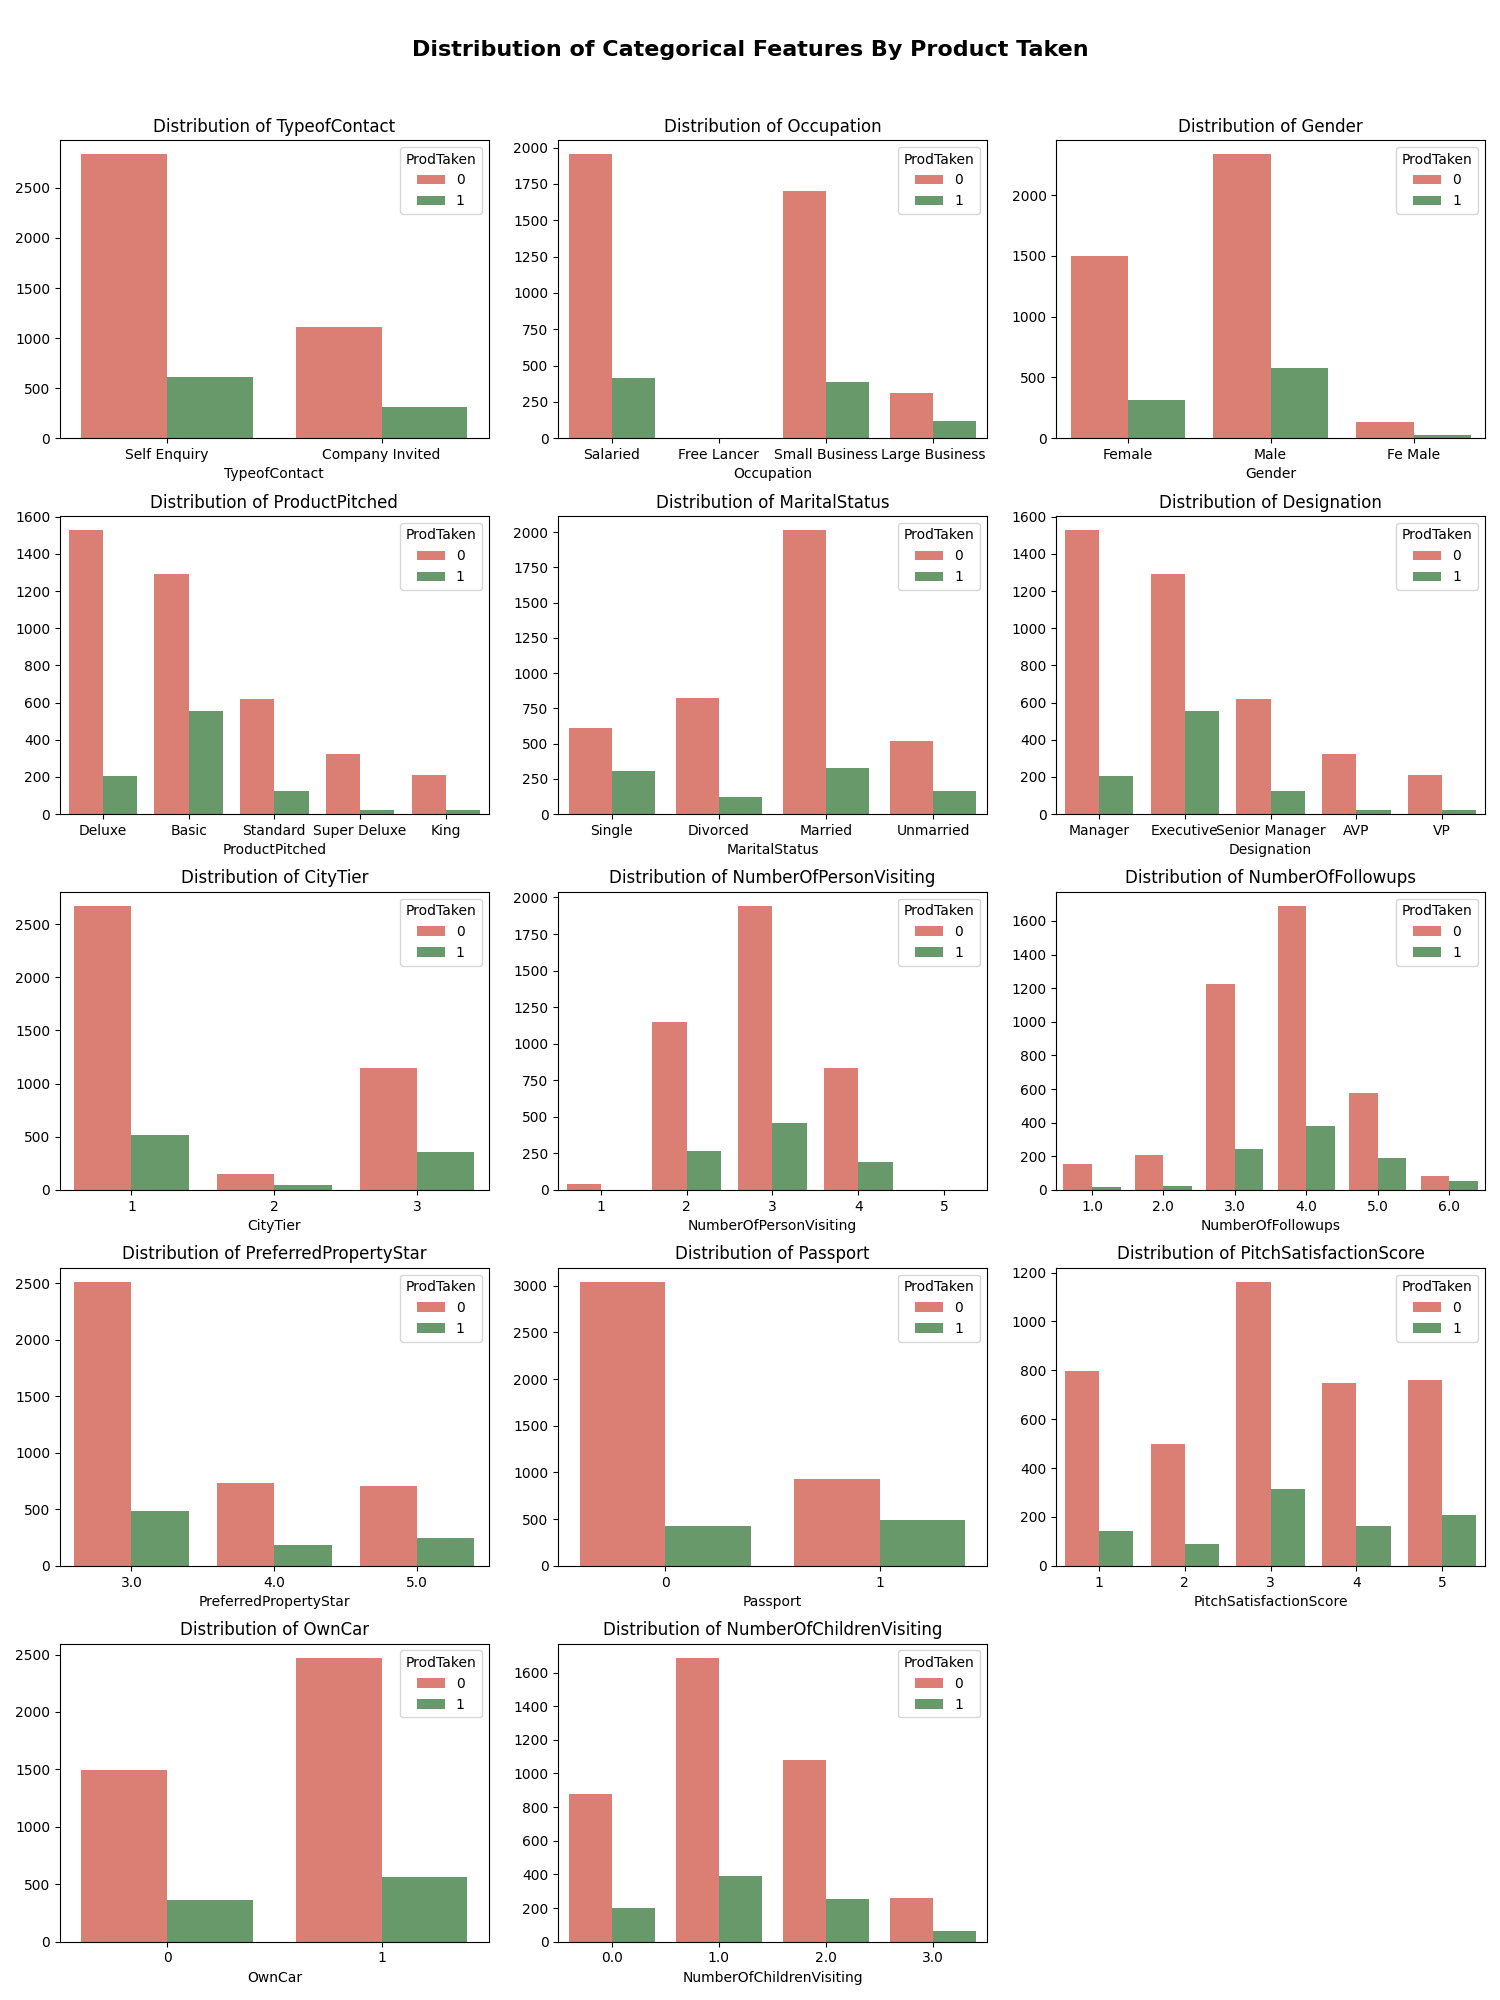 Distribution of Categorical Features By Product Taken
Distribution of TypeofContact
ProdTaken
0
1
2500
2000
1500
1000
500
0
Self Enquiry
Company Invited
TypeofContact
Distribution of Occupation
ProdTaken
0
1
2000
1750
1500
1250
1000
750
500
250
0
Salaried
Free Lancer
Small Business
Large Business
Occupation
Distribution of Gender
ProdTaken
0
1
2000
1500
1000
500
0
Female
Male
Fe Male
Gender
Distribution of ProductPitched
ProdTaken
0
1
1600
1400
1200
1000
800
600
400
200
0
Deluxe
Basic
Standard
Super Deluxe
King
ProductPitched
Distribution of MaritalStatus
ProdTaken
0
1
2000
1750
1500
1250
1000
750
500
250
0
Single
Divorced
Married
Unmarried
MaritalStatus
Distribution of Designation
ProdTaken
0
1
1600
1400
1200
1000
800
600
400
200
0
Manager
Executive
Senior Manager
AVP
VP
Designation
Distribution of CityTier
ProdTaken
0
1
2500
2000
1500
1000
500
0
1
2
3
CityTier
Distribution of NumberOfPersonVisiting
ProdTaken
0
1
2000
1750
1500
1250
1000
750
500
250
0
1
2
3
4
5
NumberOfPersonVisiting
Distribution of NumberOfFollowups
ProdTaken
0
1
1600
1400
1200
1000
800
600
400
200
0
1.0
2.0
3.0
4.0
5.0
6.0
NumberOfFollowups
Distribution of PreferredPropertyStar
ProdTaken
0
1
2500
2000
1500
1000
500
0
3.0
4.0
5.0
PreferredPropertyStar
Distribution of Passport
ProdTaken
0
1
3000
2500
2000
1500
1000
500
0
0
1
Passport
Distribution of PitchSatisfactionScore
ProdTaken
0
1
1200
1000
800
600
400
200
0
1
2
3
4
5
PitchSatisfactionScore
Distribution of OwnCar
ProdTaken
0
1
2500
2000
1500
1000
500
0
0
1
OwnCar
Distribution of NumberOfChildrenVisiting
ProdTaken
0
1
1600
1400
1200
1000
800
600
400
200
0
0.0
1.0
2.0
3.0
NumberOfChildrenVisiting